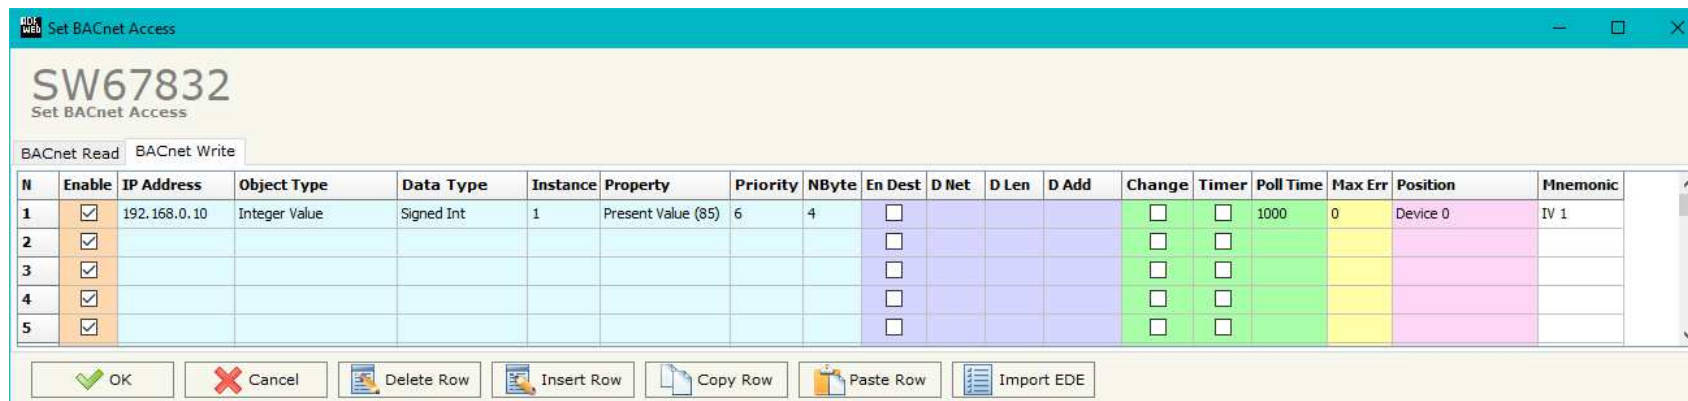 ADF WEB Set BACnet Access
SW67832
Set BACnet Access
BACnet Read BACnet Write
N Enable IP Address Object Type Data Type Instance Property Priority NByte En Dest D Net D Len D Add Change Timer Poll Time Max Err Position Mnemonic
1 192.168.0.10 Integer Value Signed Int 1 Present Value (85) 6 4 1000 0 Device 0 IV 1
2
3
4
5
OK Cancel Delete Row Insert Row Copy Row Paste Row Import EDE